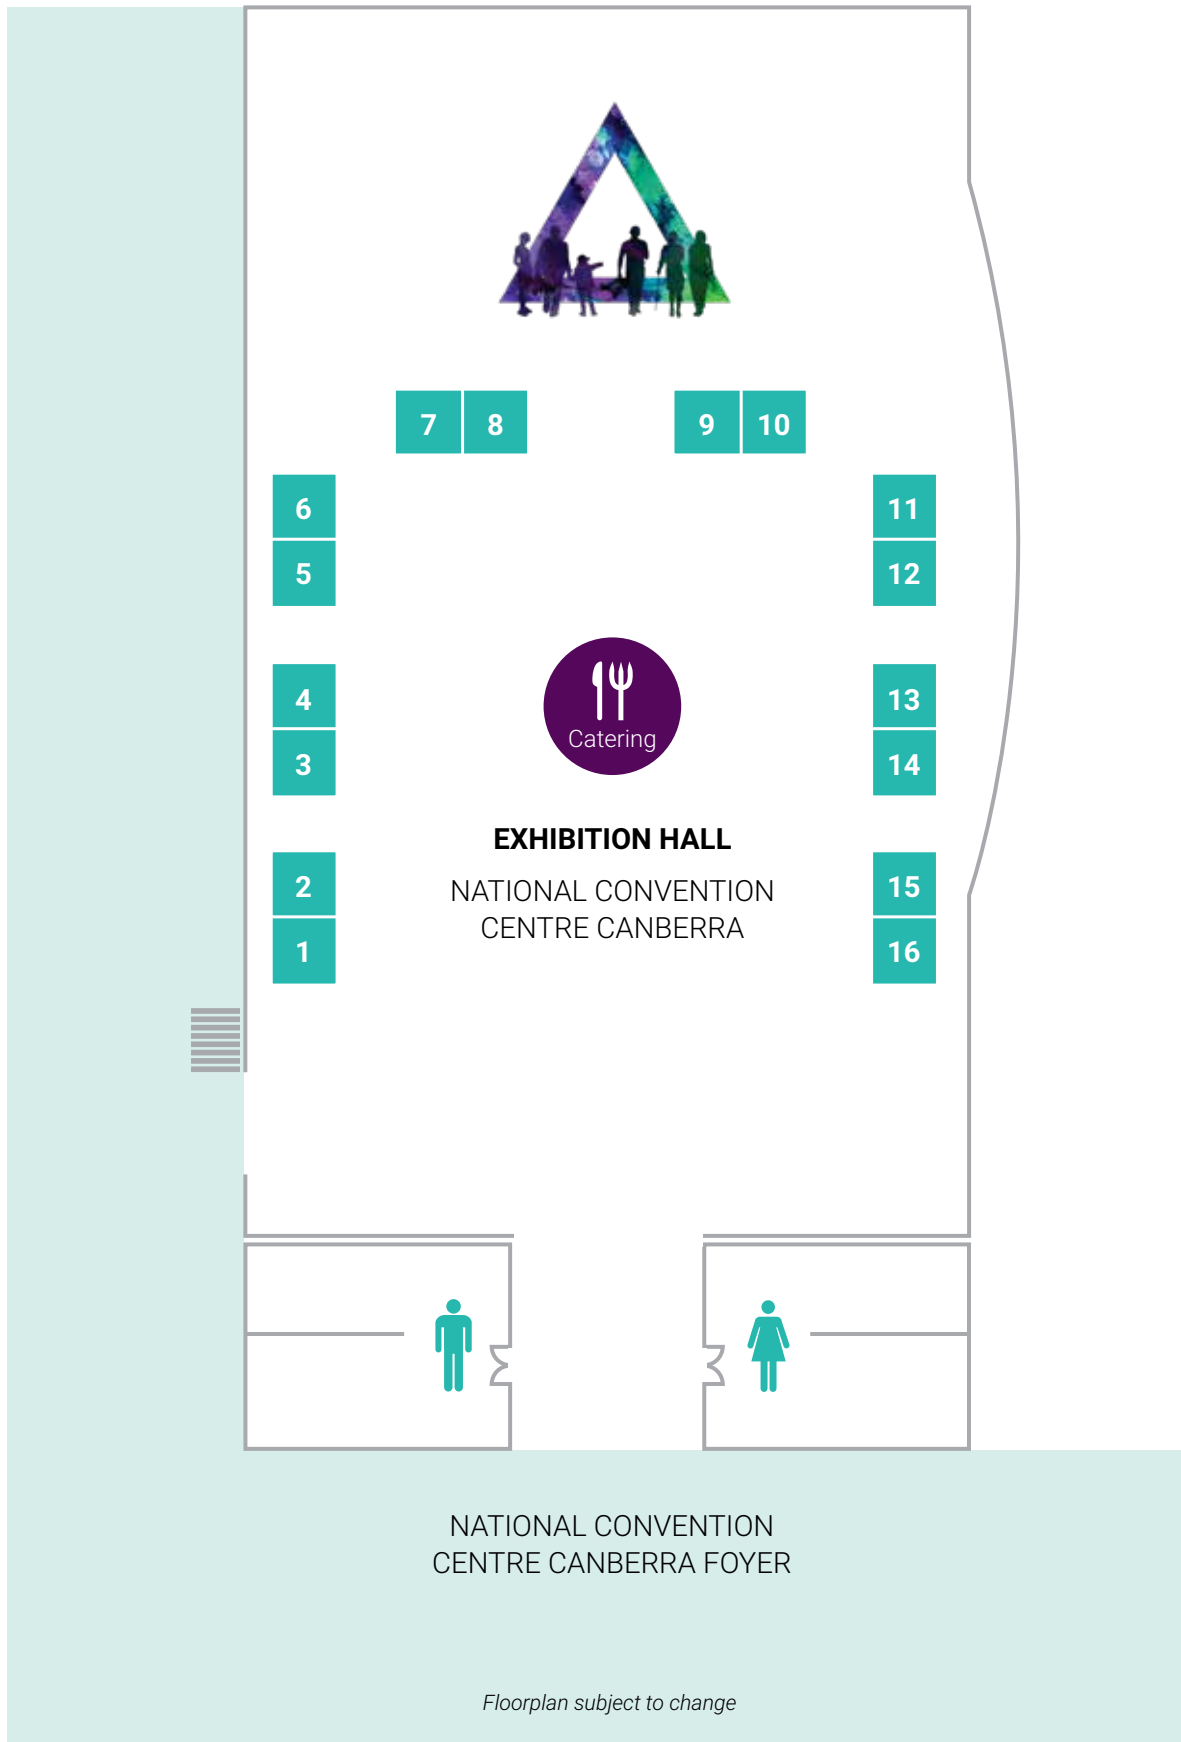 7 8 9 10
6 11
5 12
4 13
Catering
3 14
EXHIBITION HALL
2 15
NATIONAL CONVENTION
CENTRE CANBERRA
1 16
NATIONAL CONVENTION
CENTRE CANBERRA FOYER
Floorplan subject to change